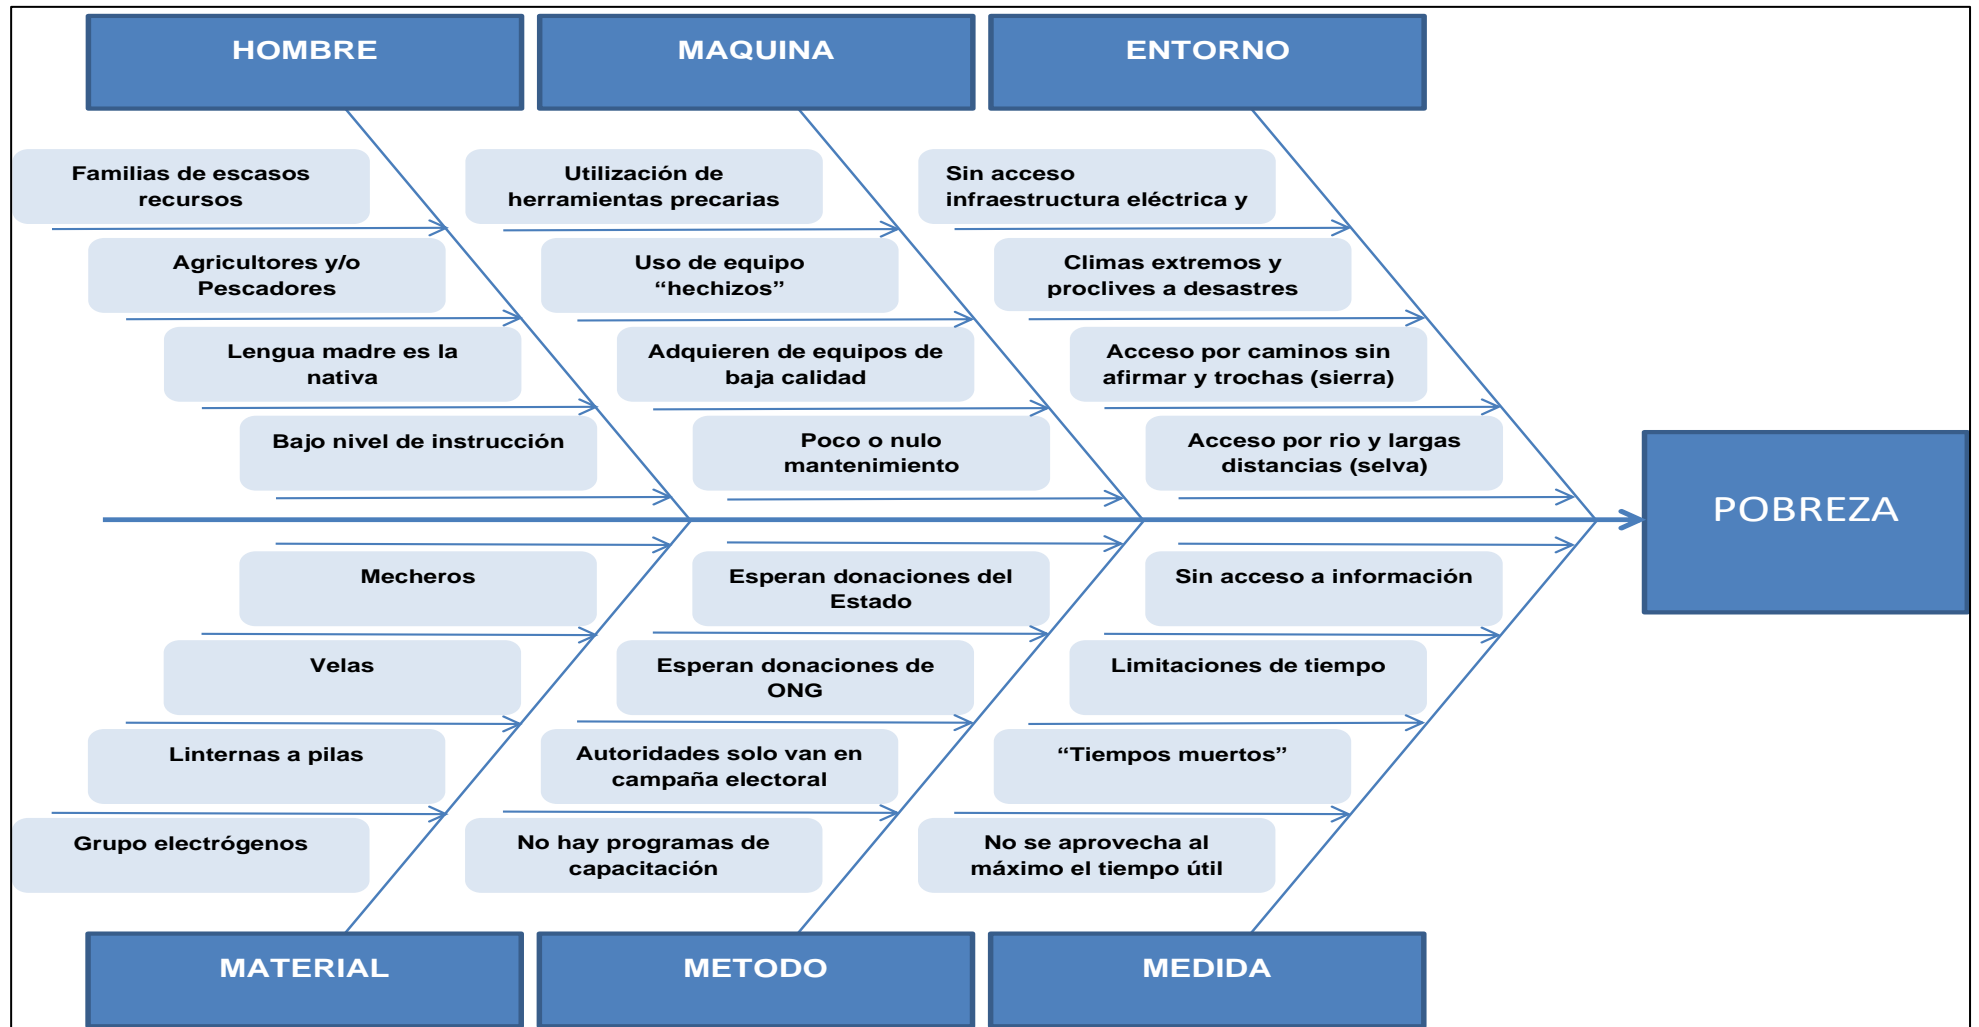 HOMBRE
MAQUINA
ENTORNO
Familias de escasos
recursos
Agricultores y/o
Pescadores
Lengua madre es la
nativa
Bajo nivel de instrucción
Utilización de
herramientas precarias
Uso de equipo
“hechizos”
Adquieren de equipos de
baja calidad
Poco o nulo
mantenimiento
Sin acceso
infraestructura eléctrica y
Climas extremos y
proclives a desastres
Acceso por caminos sin
afirmar y trochas (sierra)
Acceso por rio y largas
distancias (selva)
POBREZA
Mecheros
Velas
Linternas a pilas
Grupo electrógenos
Esperan donaciones del
Estado
Esperan donaciones de
ONG
Autoridades solo van en
campaña electoral
No hay programas de
capacitación
Sin acceso a información
Limitaciones de tiempo
“Tiempos muertos”
No se aprovecha al
máximo el tiempo útil
MATERIAL
METODO
MEDIDA